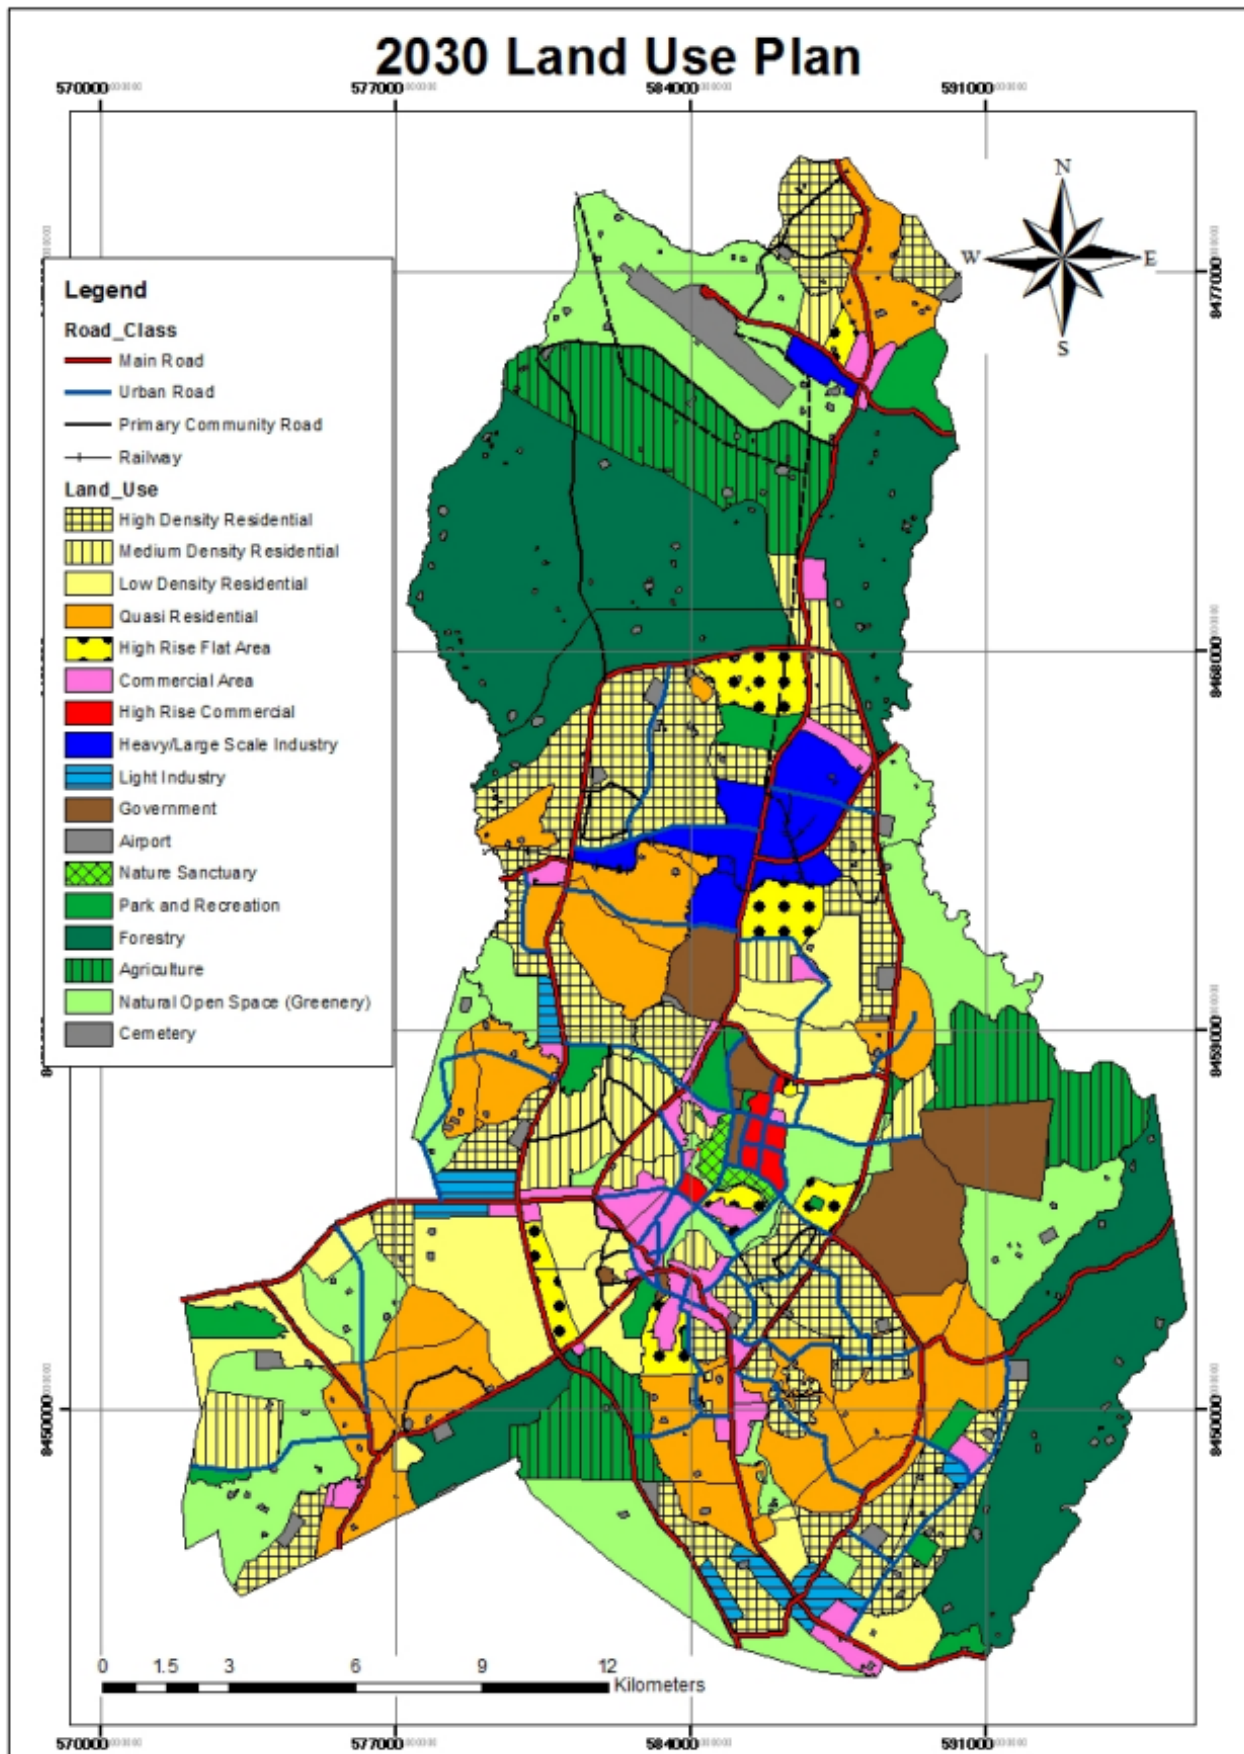 2030 Land Use Plan
570000 577000 584000 591000
N
W E
S
8477000
8468000
8459000
8450000
Legend
Road_Class
Main Road
Urban Road
Primary Community Road
Railway
Land_Use
High Density Residential
Medium Density Residential
Low Density Residential
Quasi Residential
High Rise Flat Area
Commercial Area
High Rise Commercial
Heavy/Large Scale Industry
Light Industry
Government
Airport
Nature Sanctuary
Park and Recreation
Forestry
Agriculture
Natural Open Space (Greenery)
Cemetery
8450000
0 1.5 3 6 9 12
Kilometers
570000 577000 584000 591000